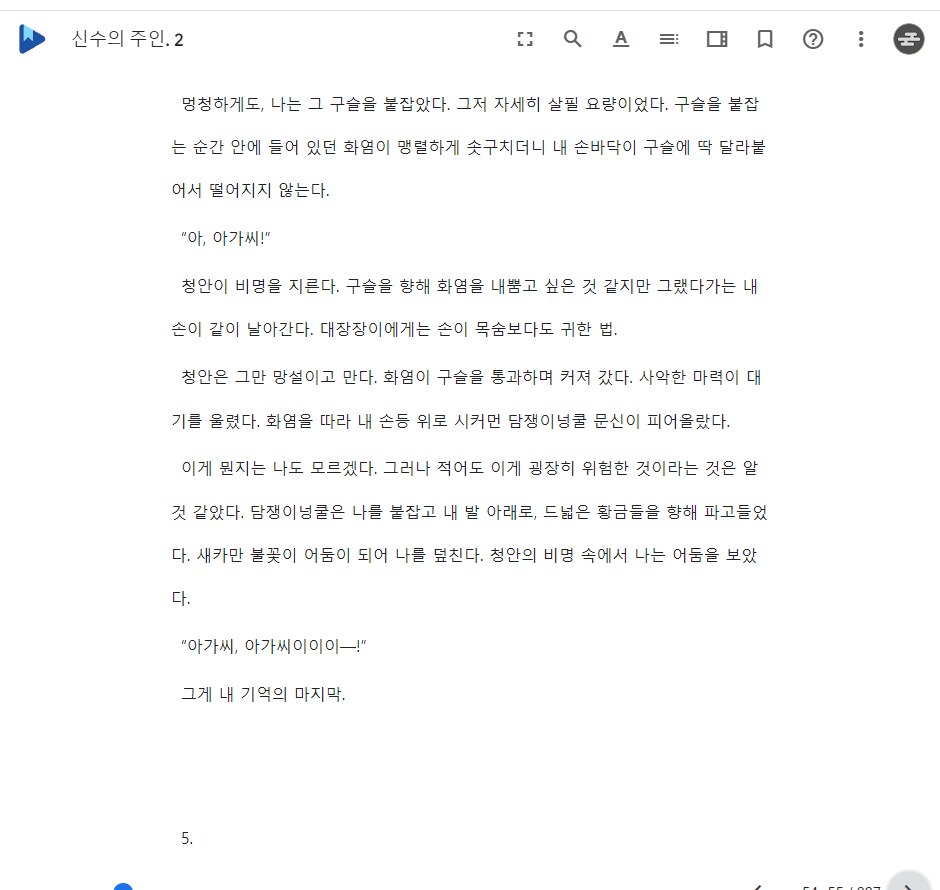 신수의 주인. 2
멍청하게도, 나는 그 구슬을 붙잡았다. 그저 자세히 살필 요량이었다. 구슬을 붙잡
는 순간 안에 들어 있던 화염이 맹렬하게 솟구치더니 내 손바닥이 구슬에 딱 달라붙
어서 떨어지지 않는다.
“아, 아가씨!”
청안이 비명을 지른다. 구슬을 향해 화염을 내뿜고 싶은 것 같지만 그랬다가는 내
손이 같이 날아간다. 대장장이에게는 손이 목숨보다도 귀한 법.
청안은 그만 망설이고 만다. 화염이 구슬을 통과하며 커져 갔다. 사악한 마력이 대
기를 울렸다. 화염을 따라 내 손등 위로 시커먼 담쟁이넝쿨 문신이 피어올랐다.
이게 뭔지는 나도 모르겠다. 그러나 적어도 이게 굉장히 위험한 것이라는 것은 알
것 같았다. 담쟁이넝쿨은 나를 붙잡고 내 발 아래로, 드넓은 황금들을 향해 파고들었
다. 새카만 불꽃이 어둠이 되어 나를 덮친다. 청안의 비명 속에서 나는 어둠을 보았
다.
“아가씨, 아가씨이이이—!”
그게 내 기억의 마지막.
5.